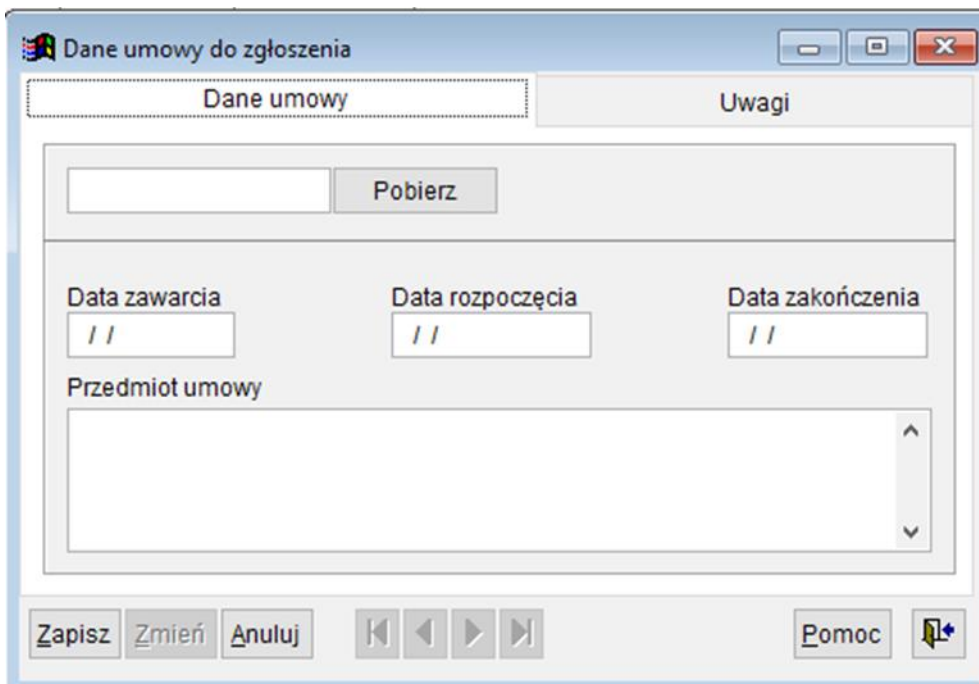 Dane umowy do zgłoszenia
Dane umowy Uwagi
Pobierz
Data zawarcia Data rozpoczęcia Data zakończenia
/ / / / / /
Przedmiot umowy
Zapisz Zmień Anuluj Pomoc